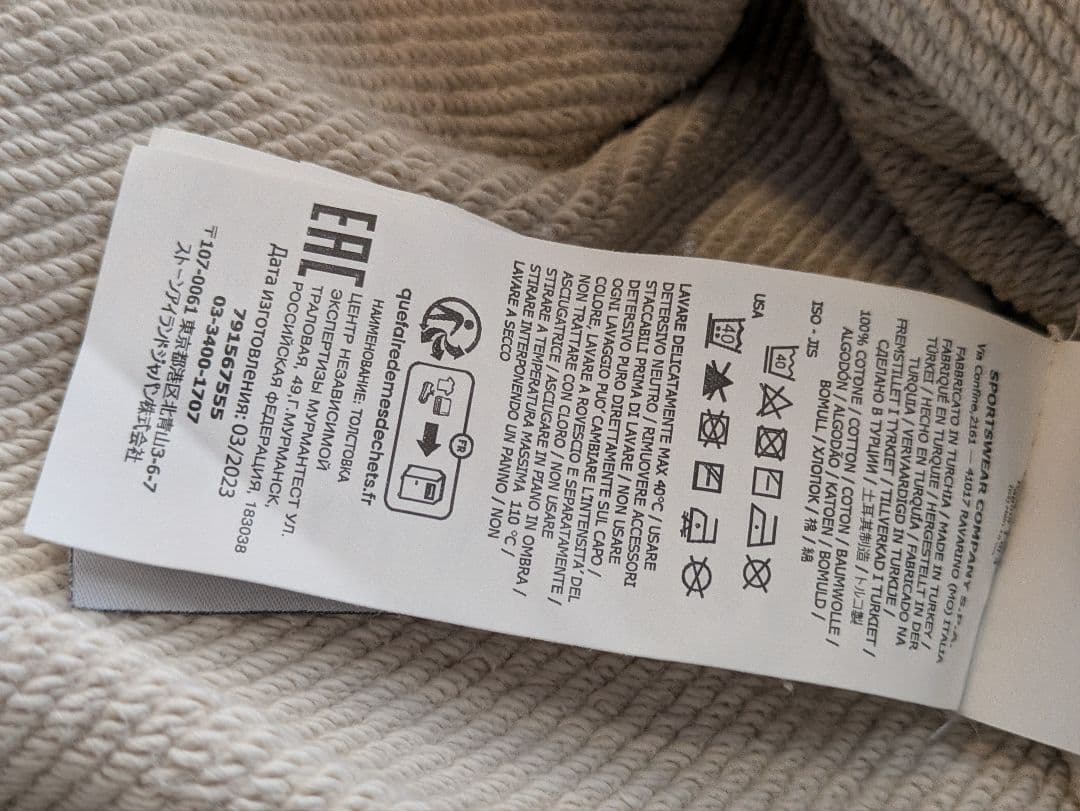 SPORTSWEAR COMPANY S.P.A.
Via Confine, 2161 — 41017 RAVARINO (MO) ITALIA
FABBRICATO IN TURCHIA / MADE IN TURKEY /
FABRIQUÉ EN TURQUIE / HERGESTELLT IN DER
TÜRKEI / HECHO EN TURQUÍA / FABRICADO NA
TURQUIA / VERVAARDIGD IN TURKIJE /
FREMSTILLET I TYRKIET / TILLVERKAD I TURKIET /
СДЕЛАНО В ТУРЦИИ / 土耳其制造 / トルコ製
100% COTONE / COTTON / COTON / BAUMWOLLE /
ALGODÓN / ALGODÃO / KATOEN / BOMULD /
BOMULL / ХЛОПОК / 棉 / 綿
ISO - JIS
40
USA
40
LAVARE DELICATAMENTE MAX 40°C / USARE
DETERSIVO NEUTRO / RIMUOVERE ACCESSORI
STACCABILI PRIMA DI LAVARE / NON USARE
DETERSIVO PURO DIRETTAMENTE SUL CAPO /
OGNI LAVAGGIO PUO' CAMBIARE L'INTENSITA' DEL
COLORE, LAVARE A ROVESCIO E SEPARATAMENTE /
NON TRATTARE CON CLORO / NON USARE
ASCIUGATRICE / ASCIUGARE IN PIANO IN OMBRA /
STIRARE A TEMPERATURA MASSIMA 110 °C /
STIRARE INTERPONENDO UN PANNO / NON
LAVARE A SECCO
FR
quefairedemesdechets.fr
EAC
НАИМЕНОВАНИЕ: ТОЛСТОВКА
ЦЕНТР НЕЗАВИСИМОЙ
ЭКСПЕРТИЗЫ МУРМАНТЕСТ УЛ.
ТРАЛОВАЯ, 49,Г.МУРМАНСК,
РОССИЙСКАЯ ФЕДЕРАЦИЯ, 183038
Дата изготовления: 03/2023
791567555
03-3400-1707
〒107-0061 東京都港区北青山3-6-7
ストーンアイランドジャパン株式会社